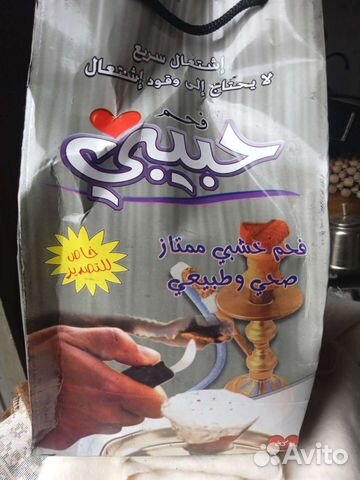 إشتعال سريع
لا يحتاج إلى وقود إشتعال
فحم
حبيبي
فحم خشبي ممتاز
صحي وطبيعي
خاص
للتصدير
Avito